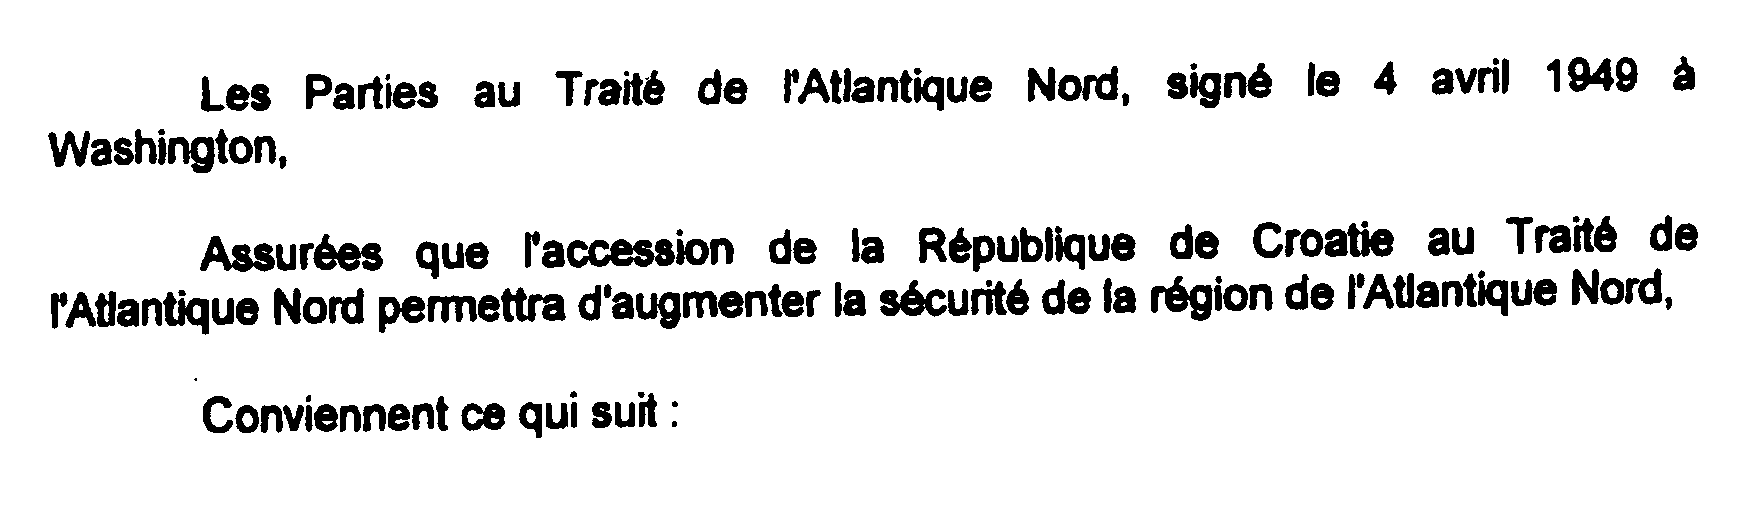 Les Parties au Traité de l'Atlantique Nord, signé le 4 avril 1949 à
Washington,
Assurées que l'accession de la République de Croatie au Traité de
l'Atlantique Nord permettra d'augmenter la sécurité de la région de l'Atlantique Nord,
Conviennent ce qui suit :